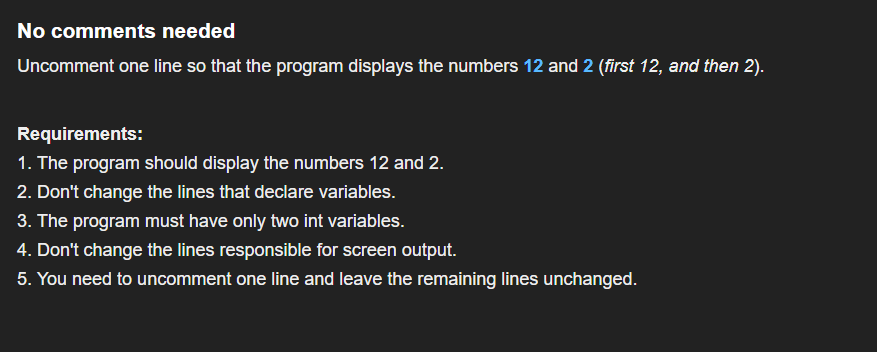 No comments needed
Uncomment one line so that the program displays the numbers 12 and 2 (first 12, and then 2).
Requirements:
1. The program should display the numbers 12 and 2.
2. Don't change the lines that declare variables.
3. The program must have only two int variables.
4. Don't change the lines responsible for screen output.
5. You need to uncomment one line and leave the remaining lines unchanged.